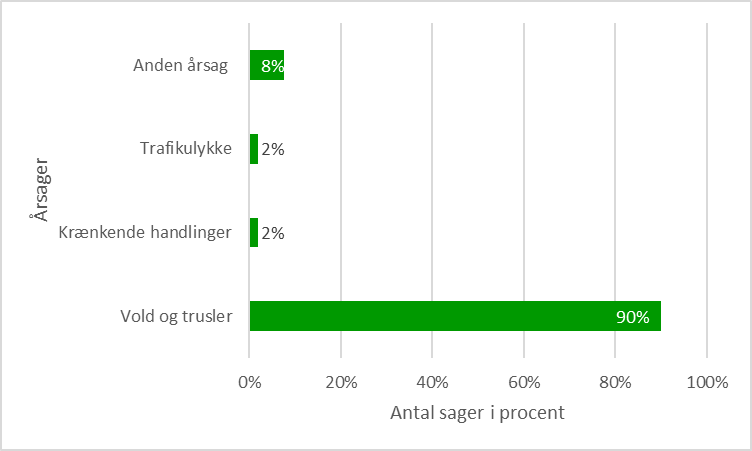 Årsager
Anden årsag 8%
Trafikulykke 2%
Krænkende handlinger 2%
Vold og trusler 90%
0% 20% 40% 60% 80% 100%
Antal sager i procent